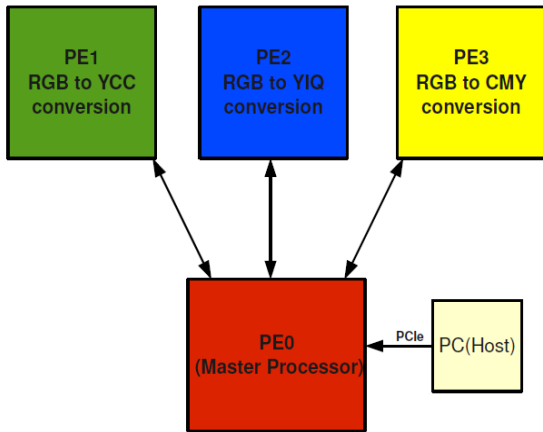 PE1
RGB to YCC
conversion
PE2
RGB to YIQ
conversion
PE3
RGB to CMY
conversion
PE0
(Master Processor)
PCIe
PC(Host)